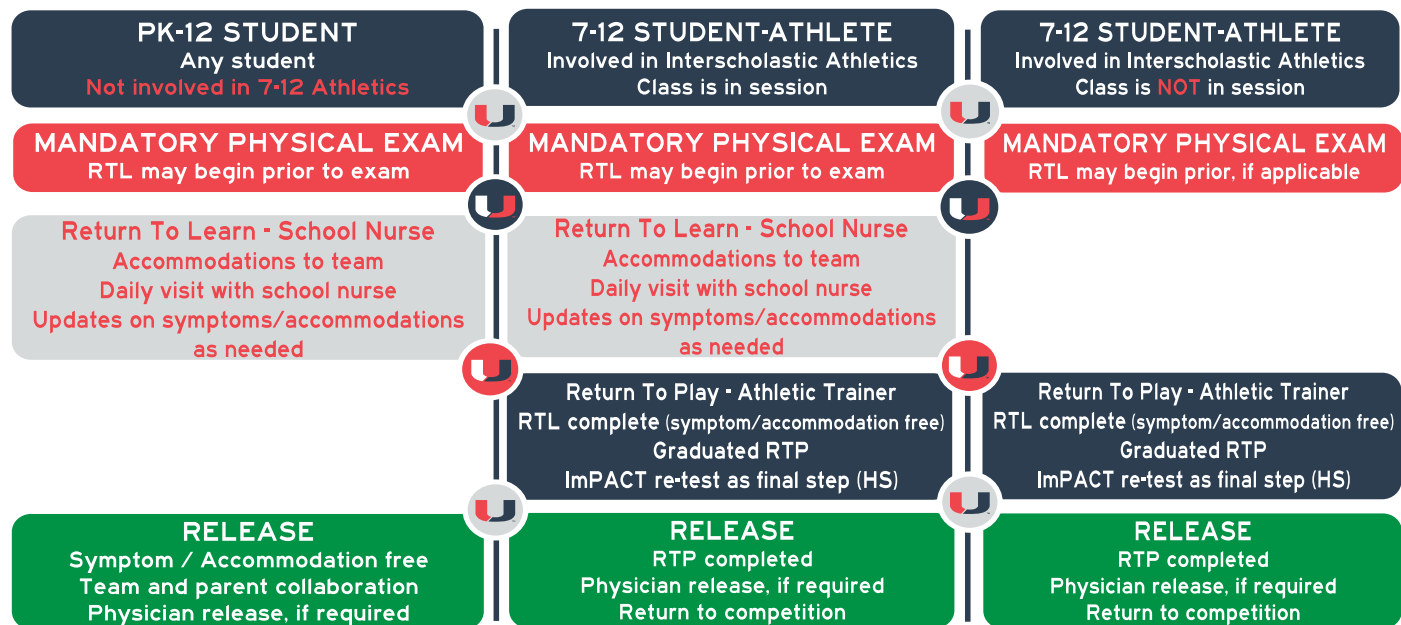 PK-12 STUDENT
Any student
Not involved in 7-12 Athletics
MANDATORY PHYSICAL EXAM
RTL may begin prior to exam
Return To Learn - School Nurse
Accommodations to team
Daily visit with school nurse
Updates on symptoms/accommodations
as needed
RELEASE
Symptom / Accommodation free
Team and parent collaboration
Physician release, if required
7-12 STUDENT-ATHLETE
Involved in Interscholastic Athletics
Class is in session
MANDATORY PHYSICAL EXAM
RTL may begin prior to exam
Return To Learn - School Nurse
Accommodations to team
Daily visit with school nurse
Updates on symptoms/accommodations
as needed
Return To Play - Athletic Trainer
RTL complete (symptom/accommodation free)
Graduated RTP
ImPACT re-test as final step (HS)
RELEASE
RTP completed
Physician release, if required
Return to competition
7-12 STUDENT-ATHLETE
Involved in Interscholastic Athletics
Class is NOT in session
MANDATORY PHYSICAL EXAM
RTL may begin prior, if applicable
Return To Play - Athletic Trainer
RTL complete (symptom/accommodation free)
Graduated RTP
ImPACT re-test as final step (HS)
RELEASE
RTP completed
Physician release, if required
Return to competition
U
U
U
U
U
U
U
U